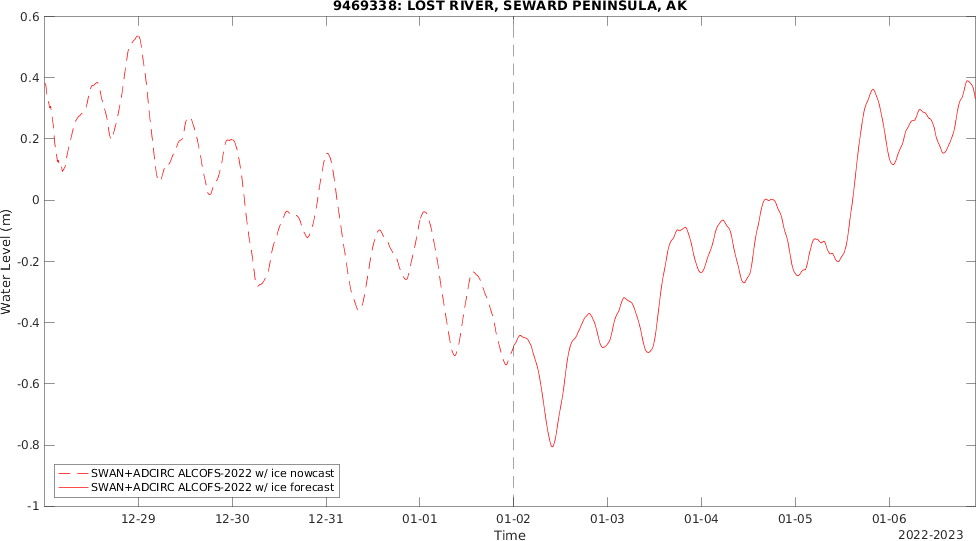 9469338: LOST RIVER, SEWARD PENINSULA, AK
0.6
0.4
0.2
0
-0.2
-0.4
-0.6
-0.8
-1
Water Level (m)
SWAN+ADCIRC ALCOFS-2022 w/ ice nowcast
SWAN+ADCIRC ALCOFS-2022 w/ ice forecast
12-29 12-30 12-31 01-01 01-02 01-03 01-04 01-05 01-06
Time
2022-2023